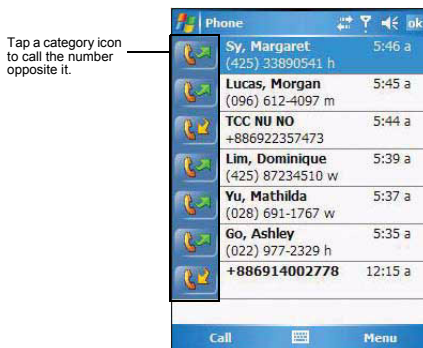 Tap a category icon
to call the number
opposite it.
Phone ok
Sy, Margaret 5:46 a
(425) 33890541 h
Lucas, Morgan 5:45 a
(096) 612-4097 m
TCC NU NO 5:44 a
+886922357473
Lim, Dominique 5:39 a
(425) 87234510 w
Yu, Mathilda 5:37 a
(028) 691-1767 w
Go, Ashley 5:35 a
(022) 977-2329 h
+886914002778 12:15 a
Call Menu